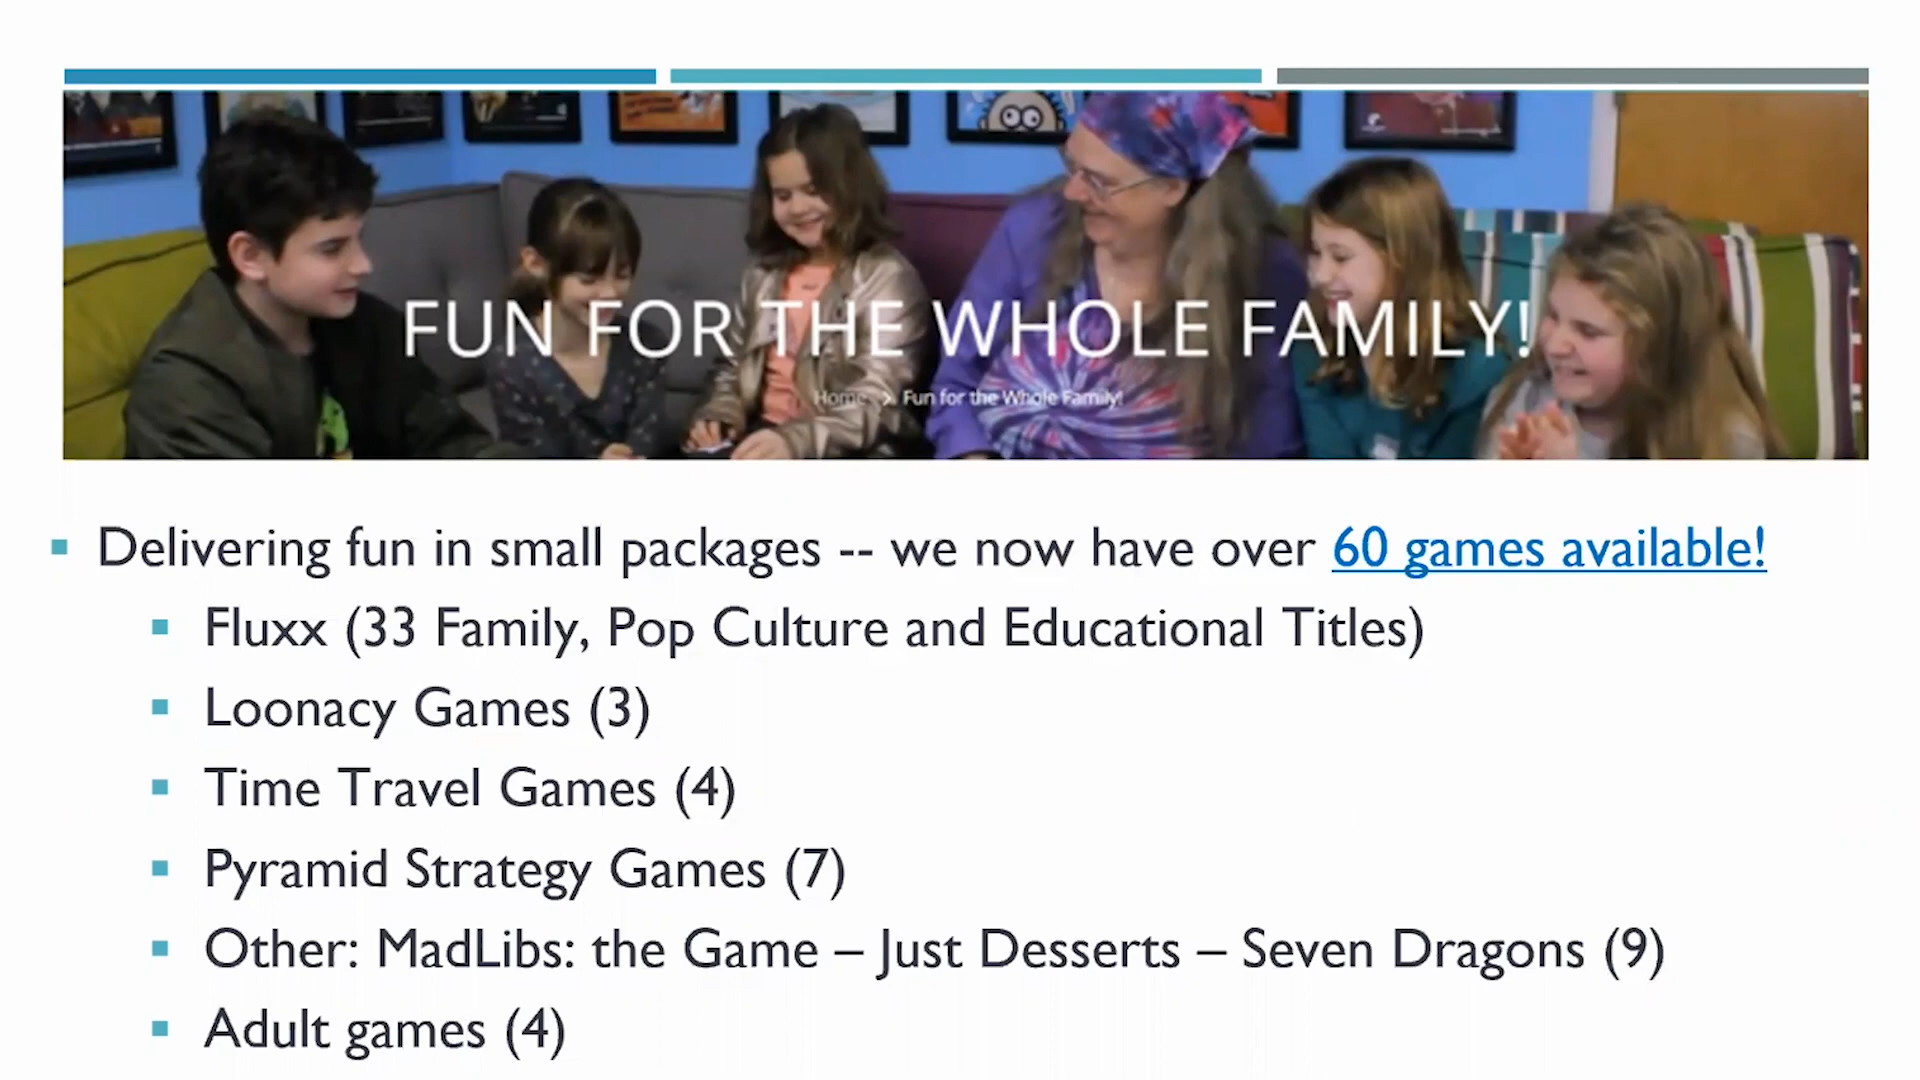 FUN FOR THE WHOLE FAMILY!
Home > Fun for the Whole Family!
Delivering fun in small packages -- we now have over 60 games available!
Fluxx (33 Family, Pop Culture and Educational Titles)
Loonacy Games (3)
Time Travel Games (4)
Pyramid Strategy Games (7)
Other: MadLibs: the Game – Just Desserts – Seven Dragons (9)
Adult games (4)